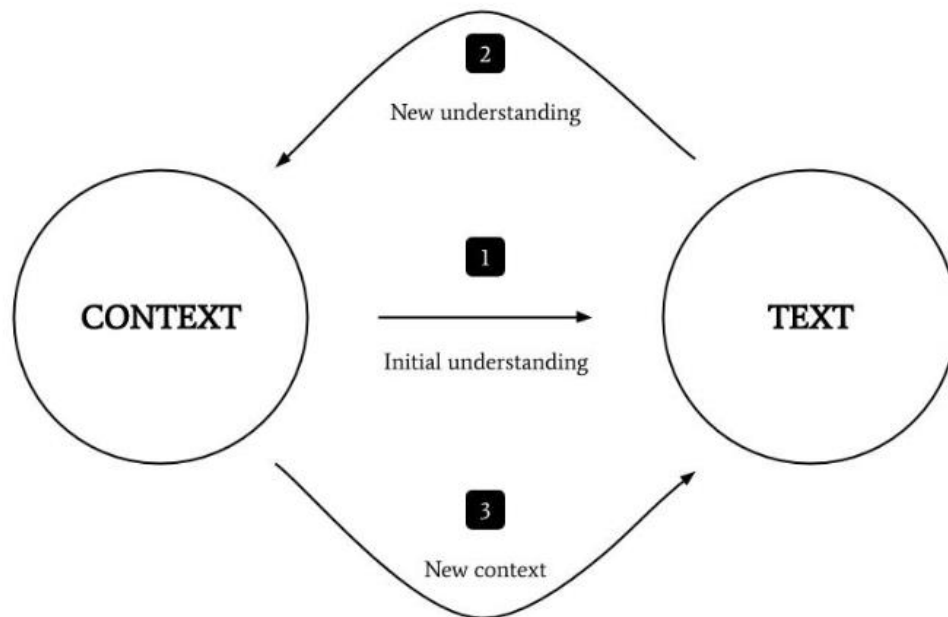 2
New understanding
1
CONTEXT
TEXT
Initial understanding
3
New context